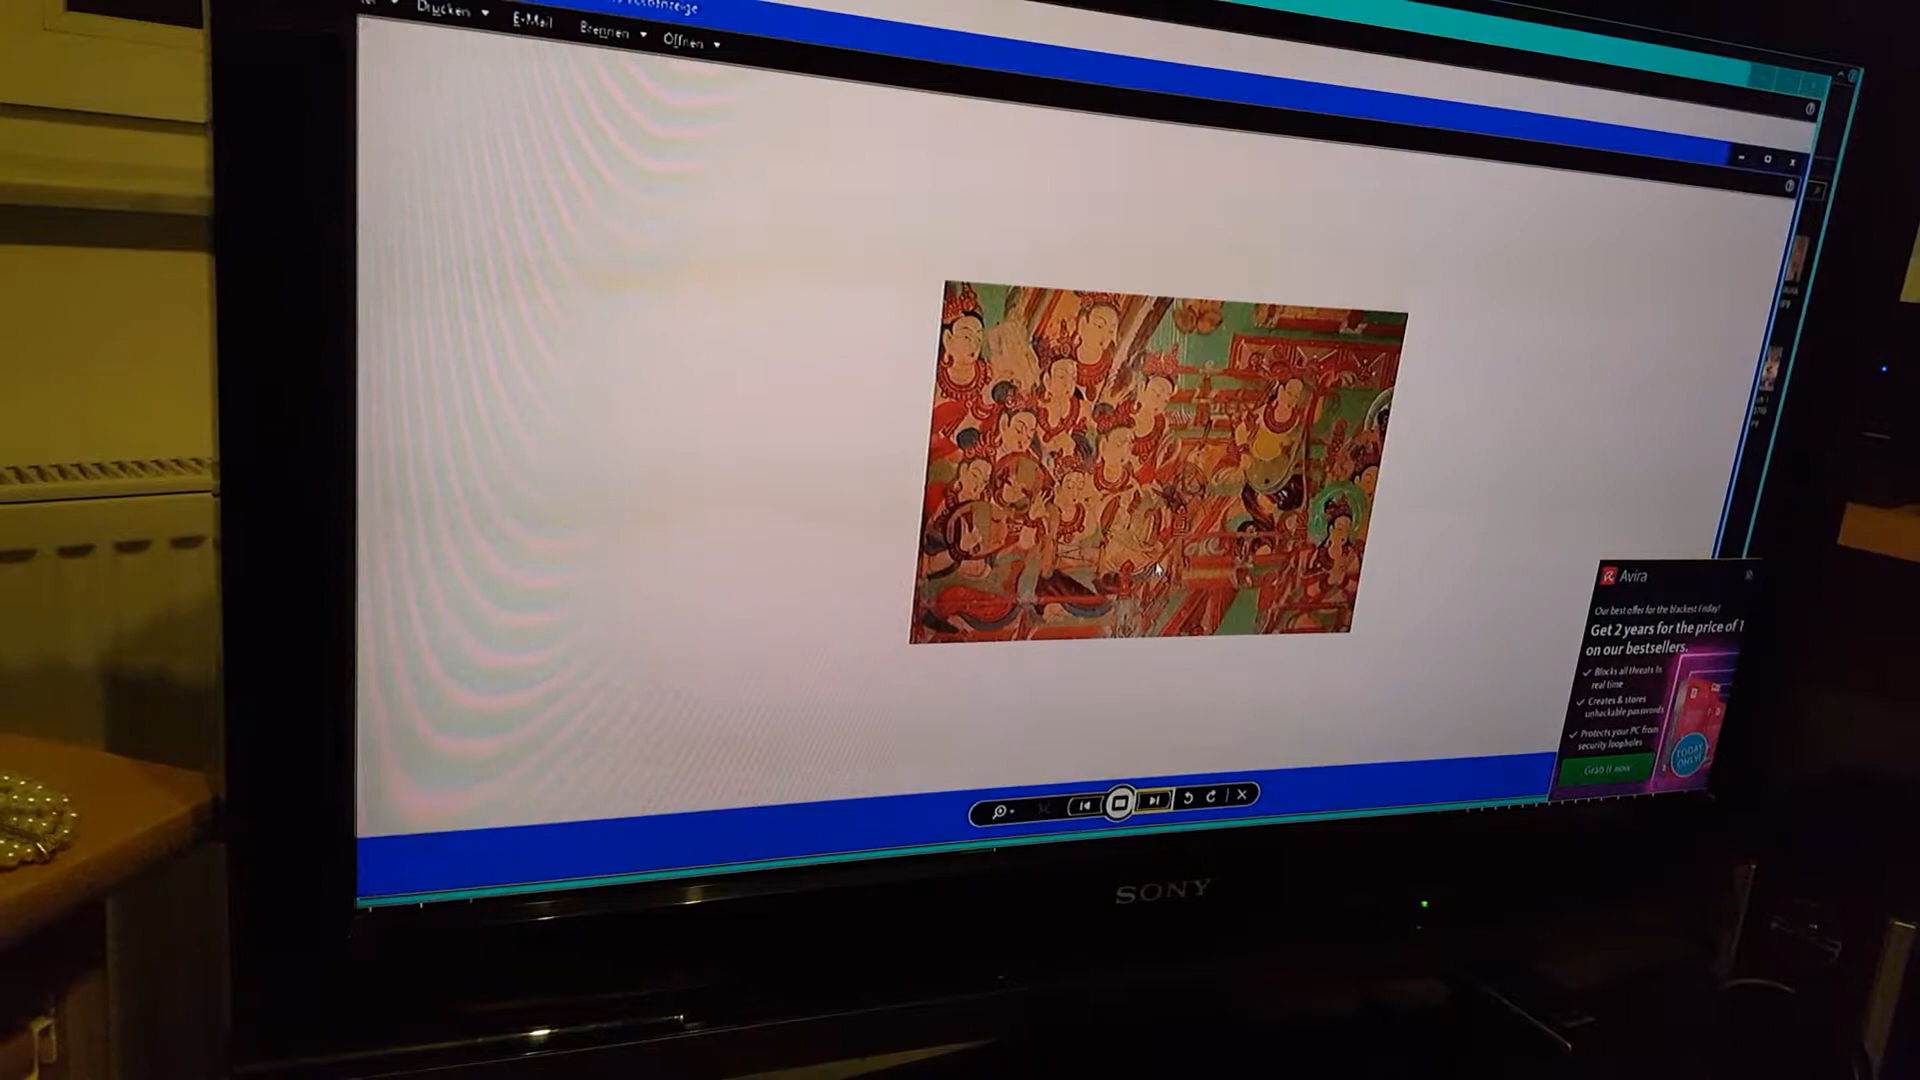 Drucken
E-Mail
Brennen
Öffnen
Avira
Our best offer for the blackest Friday!
Get 2 years for the price of 1
on our bestsellers.
Blocks all threats in
real time
Creates & stores
unhackable passwords
Protects your PC from
security loopholes
Grab it now
TODAY
ONLY!
SONY